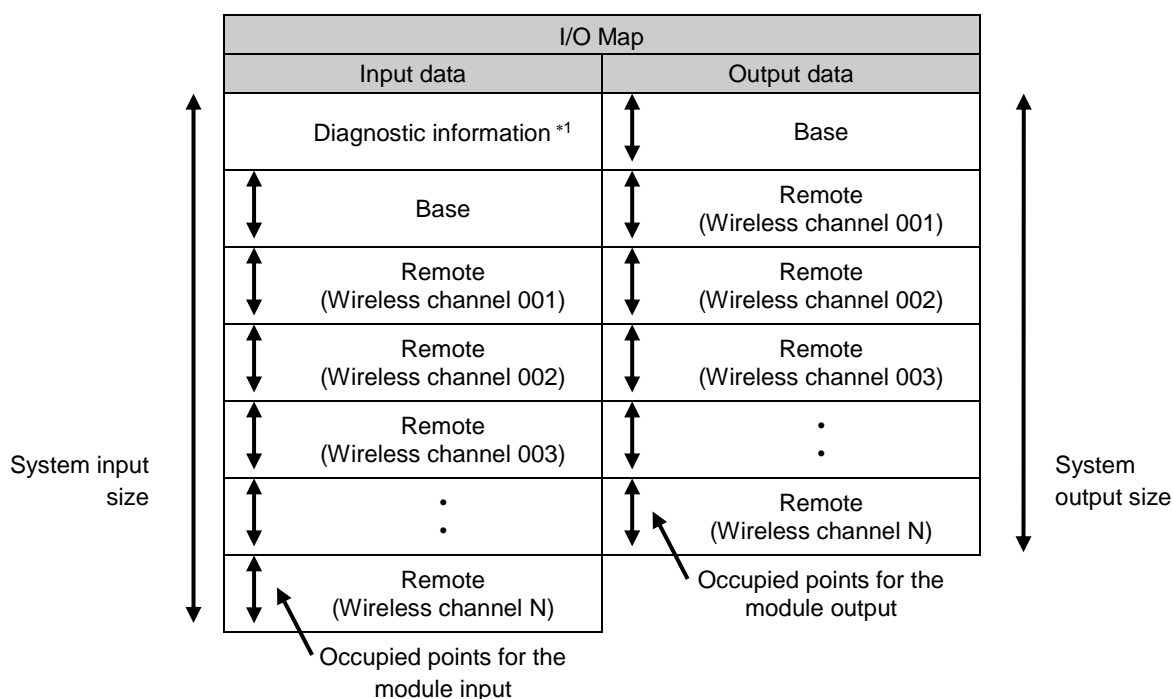 I/O Map
Input data
Output data
Diagnostic information *1
Base
Base
Remote
(Wireless channel 001)
Remote
(Wireless channel 001)
Remote
(Wireless channel 002)
Remote
(Wireless channel 002)
Remote
(Wireless channel 003)
Remote
(Wireless channel 003)
・
・
・
・
Remote
(Wireless channel N)
Remote
(Wireless channel N)
System input
size
System
output size
Occupied points for the
module output
Occupied points for the
module input